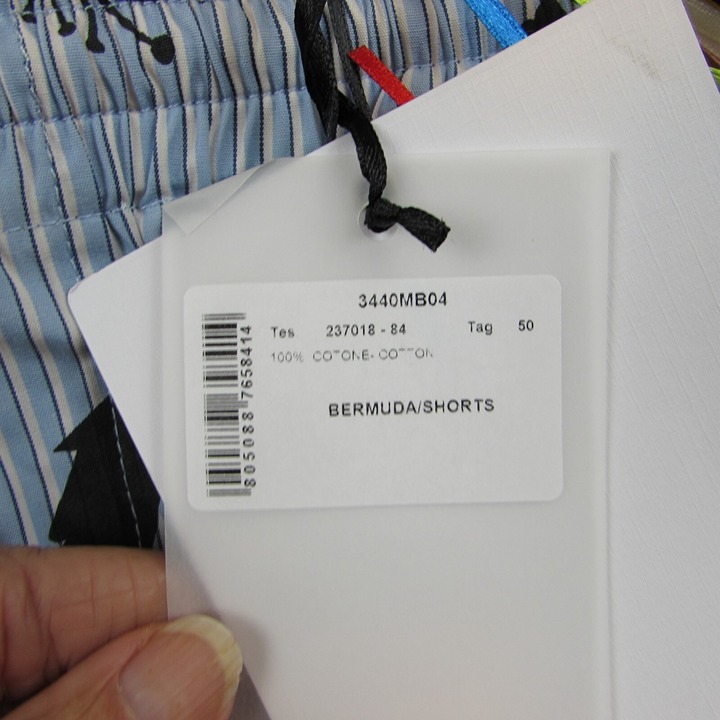 3440MB04
Tes 237018 - 84 Tag 50
100% COTONE- COTTON
BERMUDA/SHORTS
8050887658414